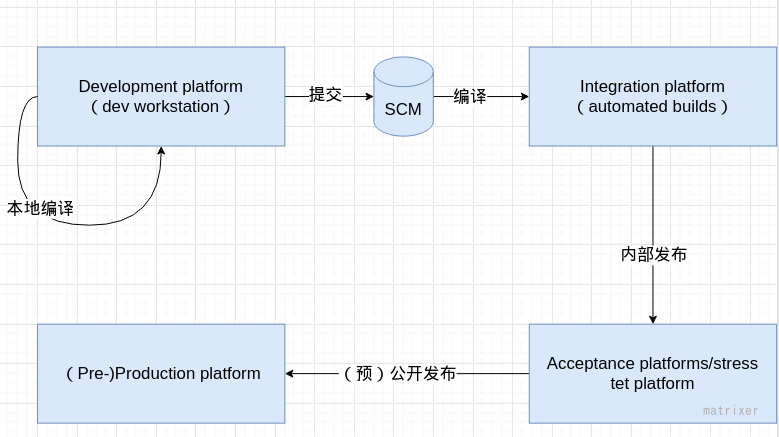 Development platform
（ dev workstation ）
提交
SCM
编译
Integration platform
（ automated builds ）
本地编译
内部发布
（ Pre-)Production platform
（ 预 ）公开发布
Acceptance platforms/stress
tet platform
matrixer